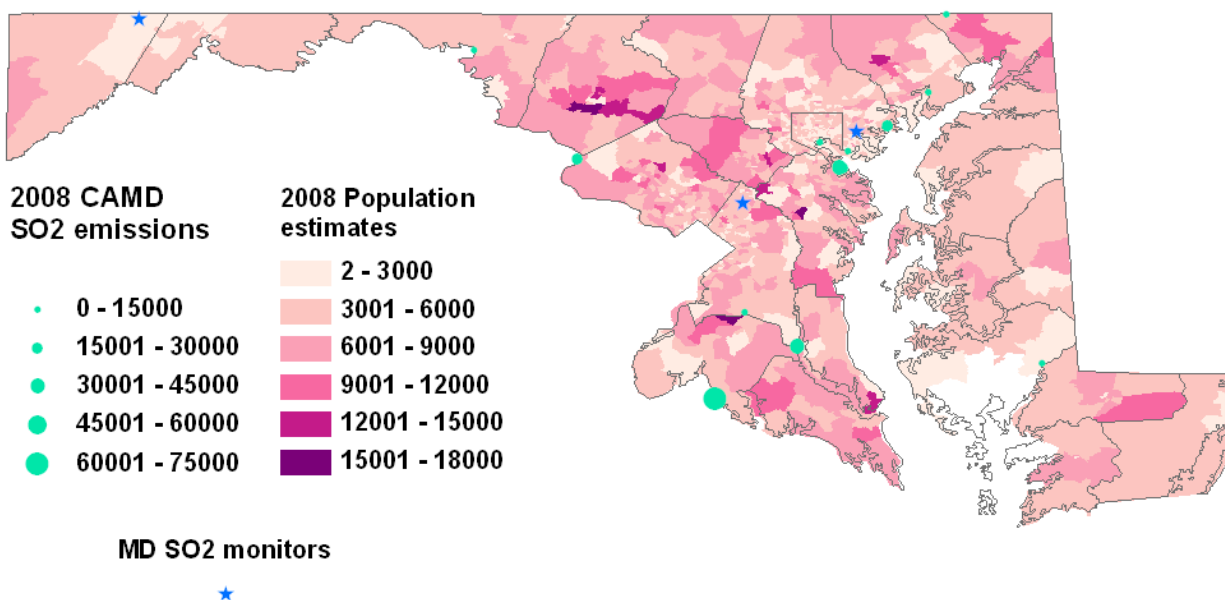 2008 CAMD
SO2 emissions
0 - 15000
15001 - 30000
30001 - 45000
45001 - 60000
60001 - 75000
2008 Population
estimates
2 - 3000
3001 - 6000
6001 - 9000
9001 - 12000
12001 - 15000
15001 - 18000
MD SO2 monitors